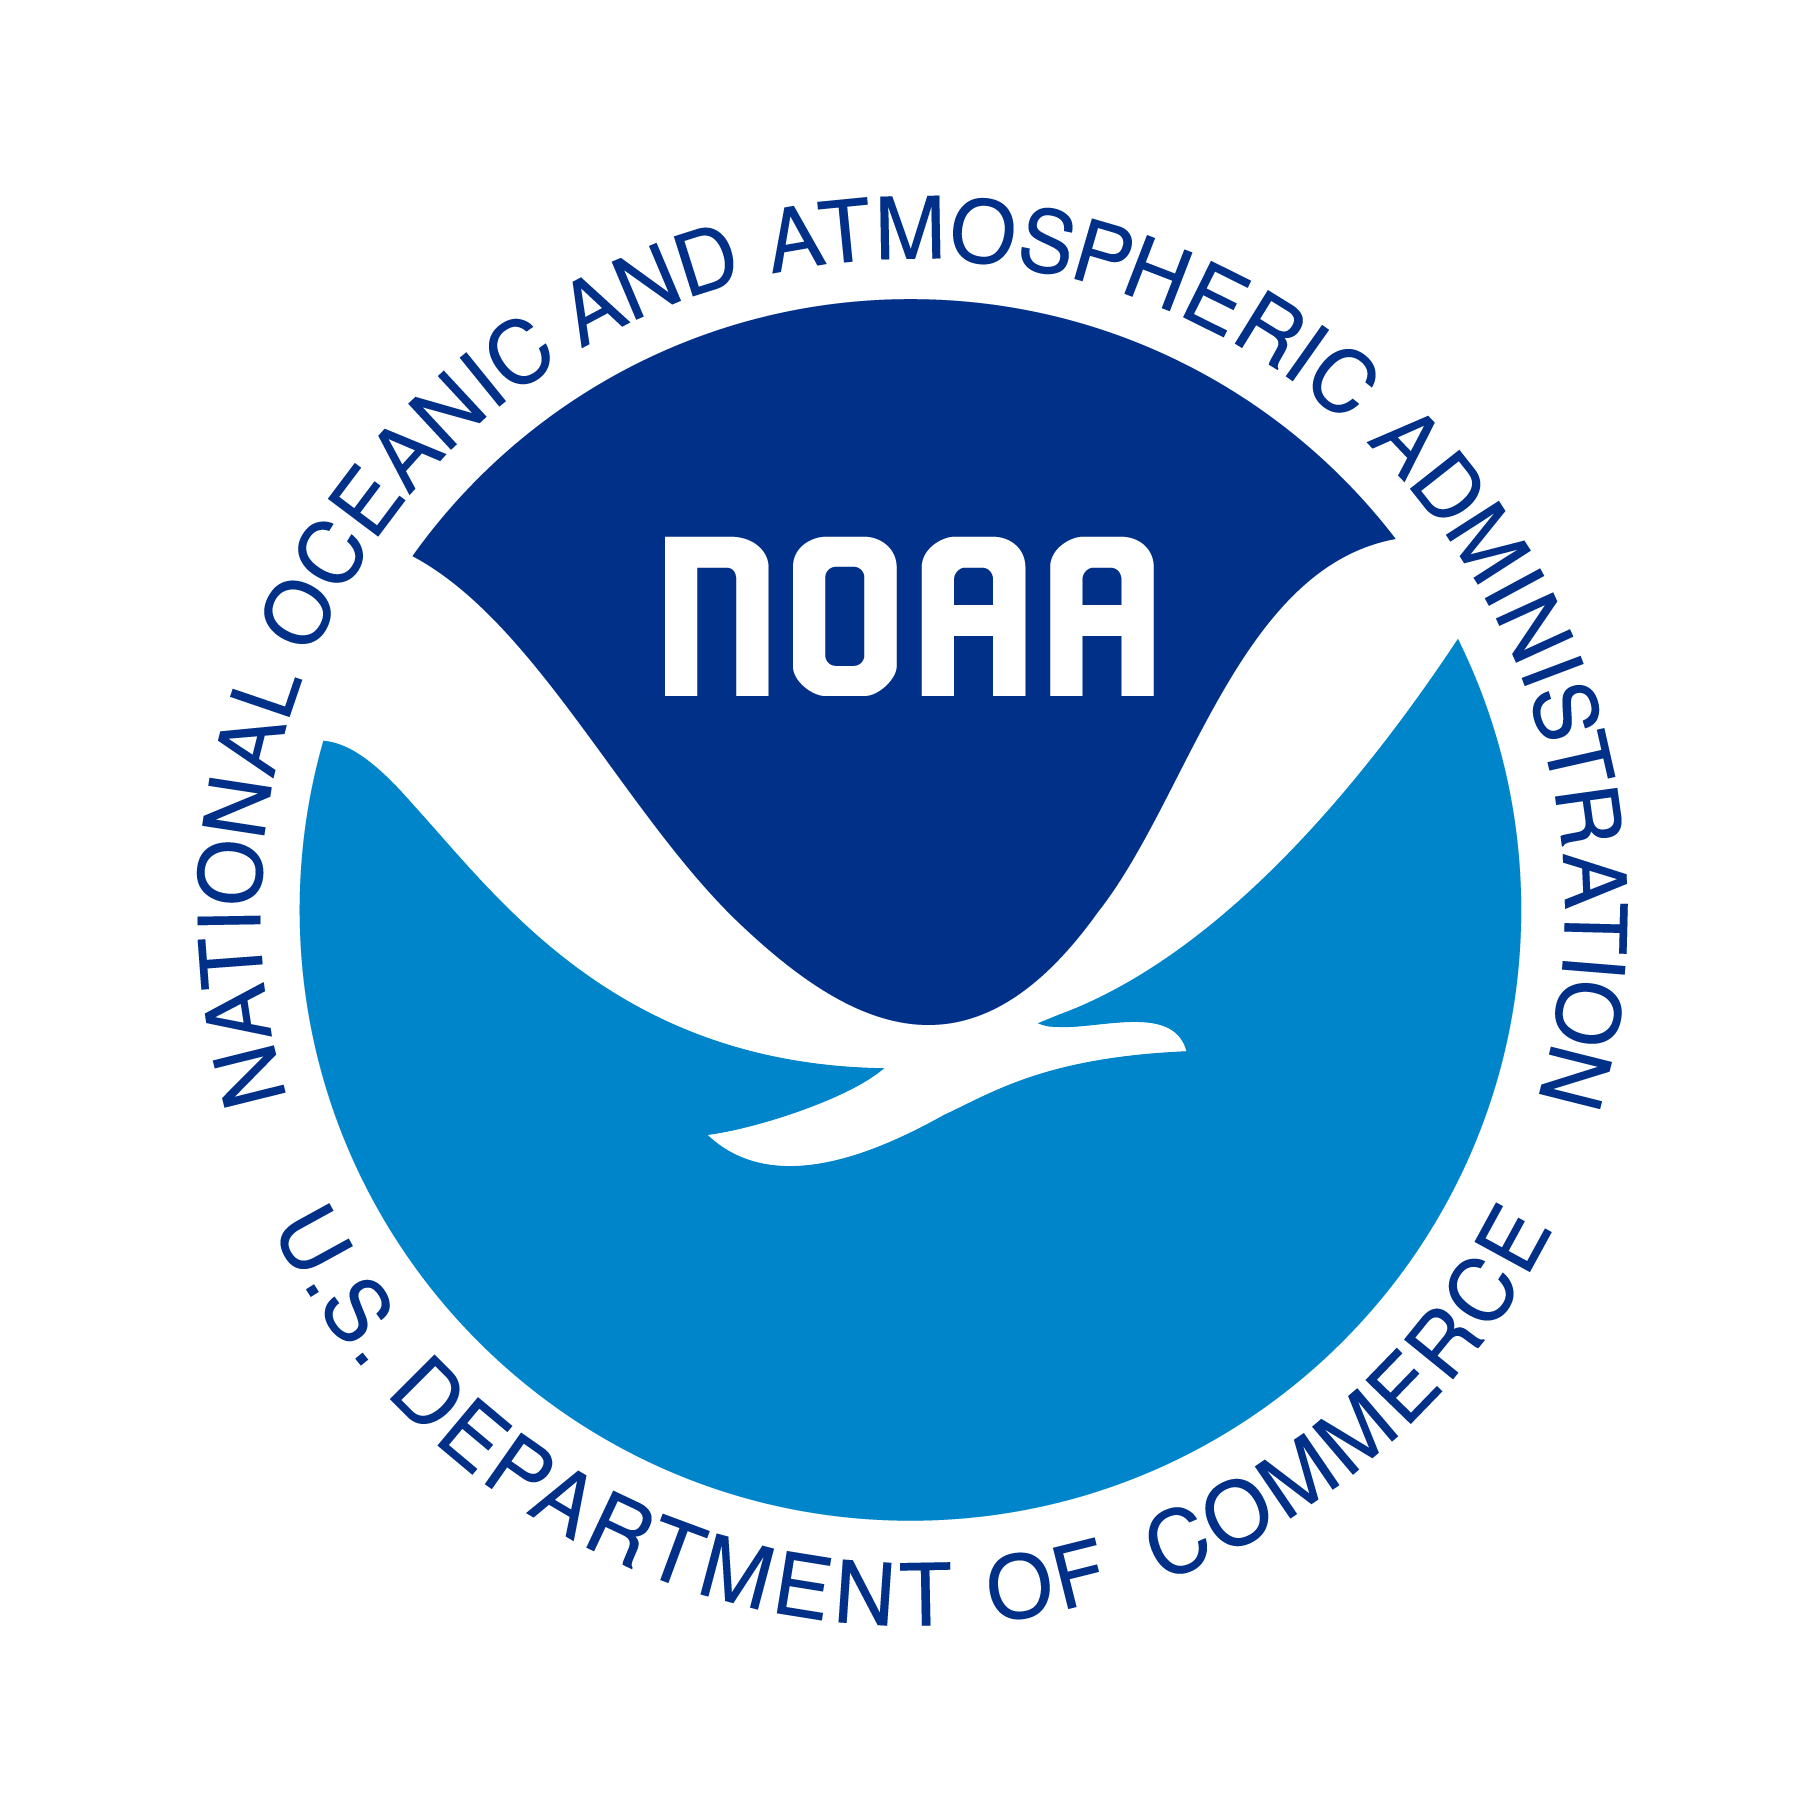 NATIONAL OCEANIC AND ATMOSPHERIC ADMINISTRATION
NOAA
U.S. DEPARTMENT OF COMMERCE